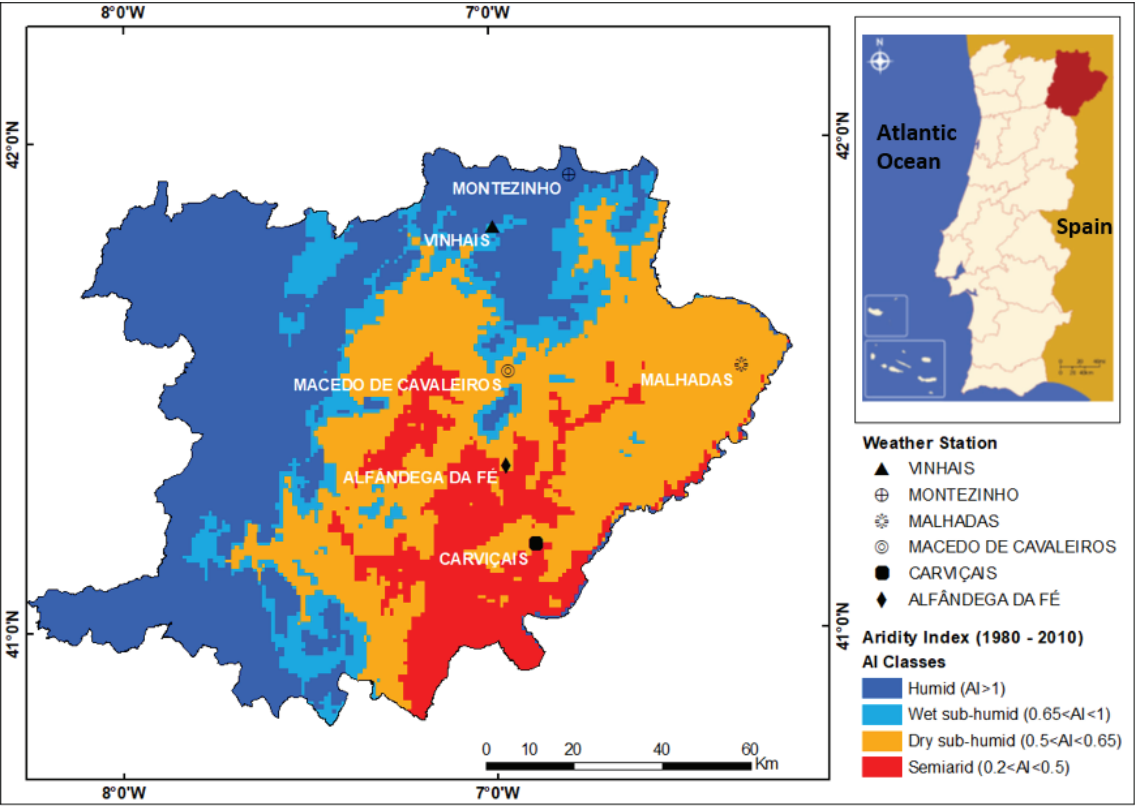 8°0'W
7°0'W
42°0'N
42°0'N
41°0'N
41°0'N
8°0'W
7°0'W
MONTEZINHO
VINHAIS
MACEDO DE CAVALEIROS
MALHADAS
ALFÂNDEGA DA FÉ
CARVIÇAIS
0 10 20 40 60
Km
N
Atlantic
Ocean
Spain
Weather Station
VINHAIS
MONTEZINHO
MALHADAS
MACEDO DE CAVALEIROS
CARVIÇAIS
ALFÂNDEGA DA FÉ
Aridity Index (1980 - 2010)
AI Classes
Humid (AI>1)
Wet sub-humid (0.65<AI<1)
Dry sub-humid (0.5<AI<0.65)
Semiarid (0.2<AI<0.5)